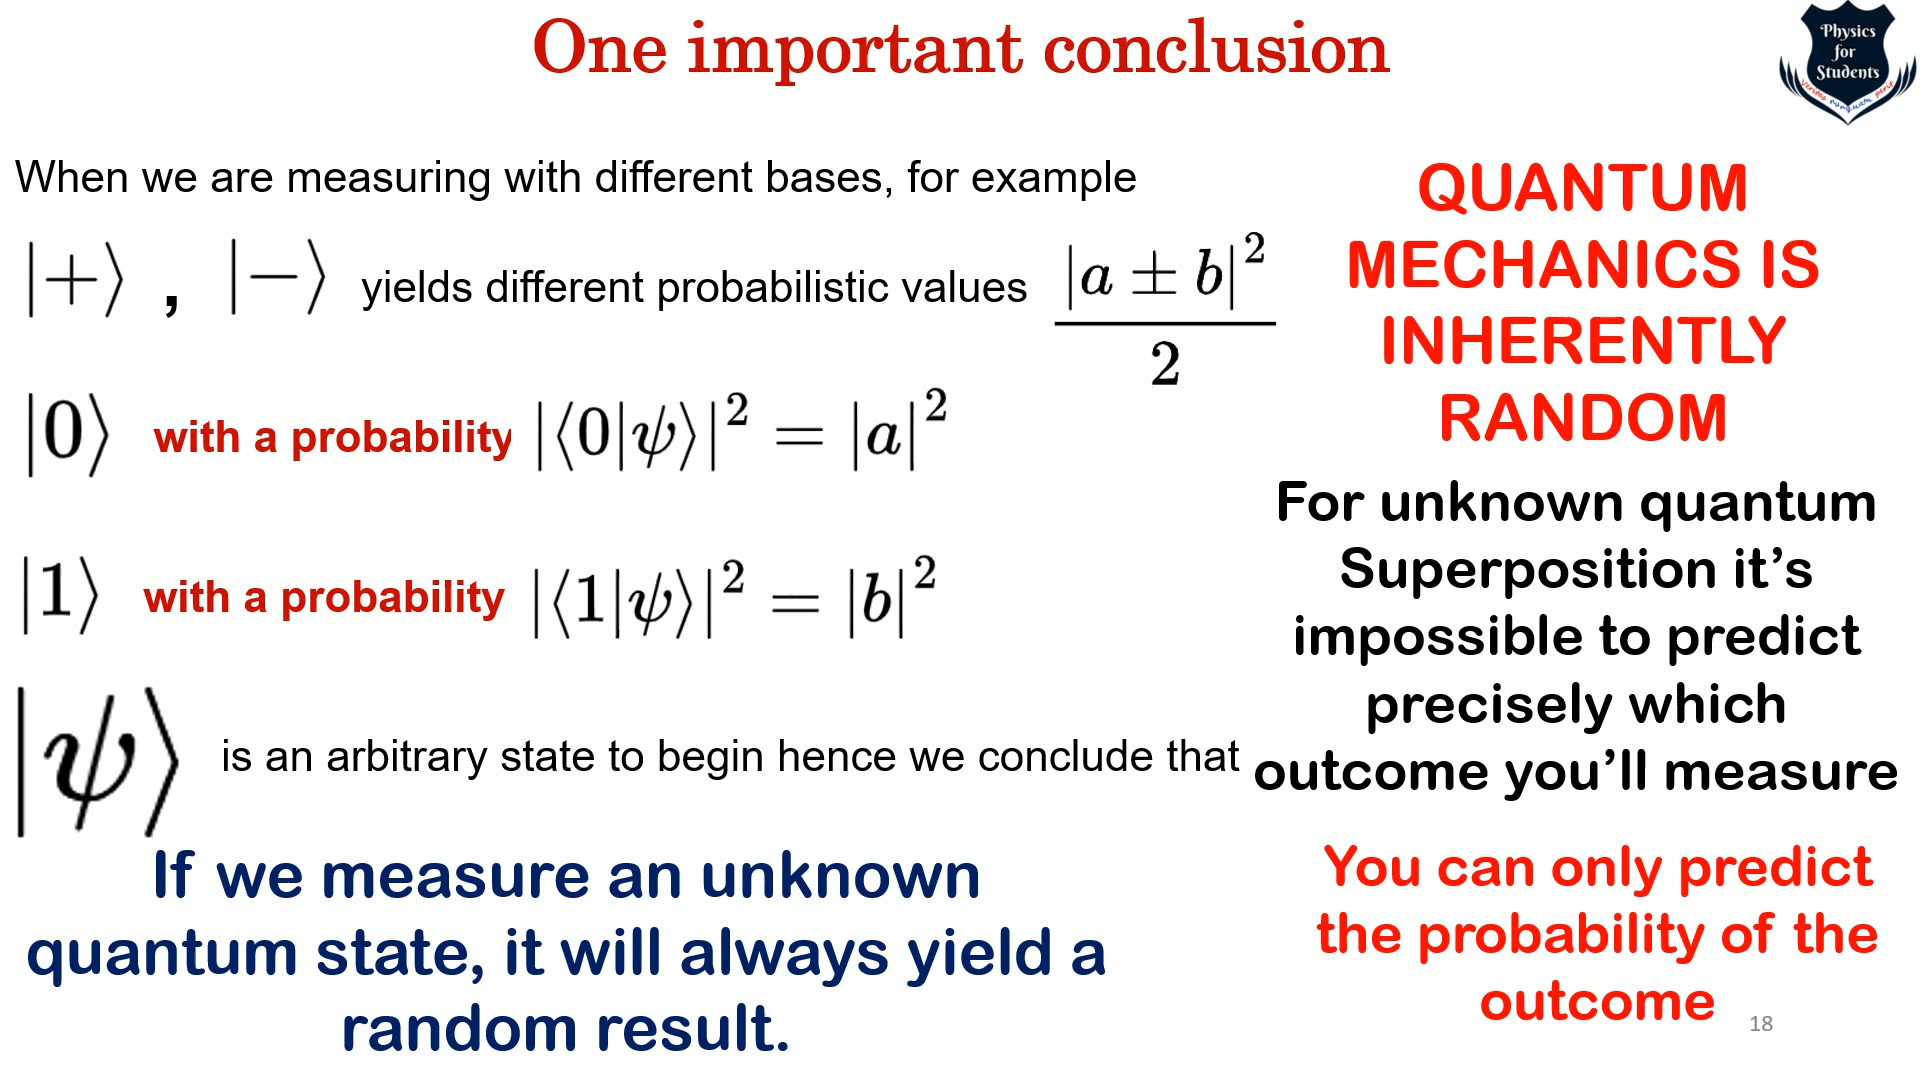 One important conclusion
Physics
for
Students
veritas nunquam perit
When we are measuring with different bases, for example
|+⟩ , |−⟩ yields different probabilistic values |a ± b|² / 2
|0⟩ with a probability |⟨0|ψ⟩|² = |a|²
|1⟩ with a probability |⟨1|ψ⟩|² = |b|²
|ψ⟩ is an arbitrary state to begin hence we conclude that
If we measure an unknown
quantum state, it will always yield a
random result.
QUANTUM
MECHANICS IS
INHERENTLY
RANDOM
For unknown quantum
Superposition it’s
impossible to predict
precisely which
outcome you’ll measure
You can only predict
the probability of the
outcome
18